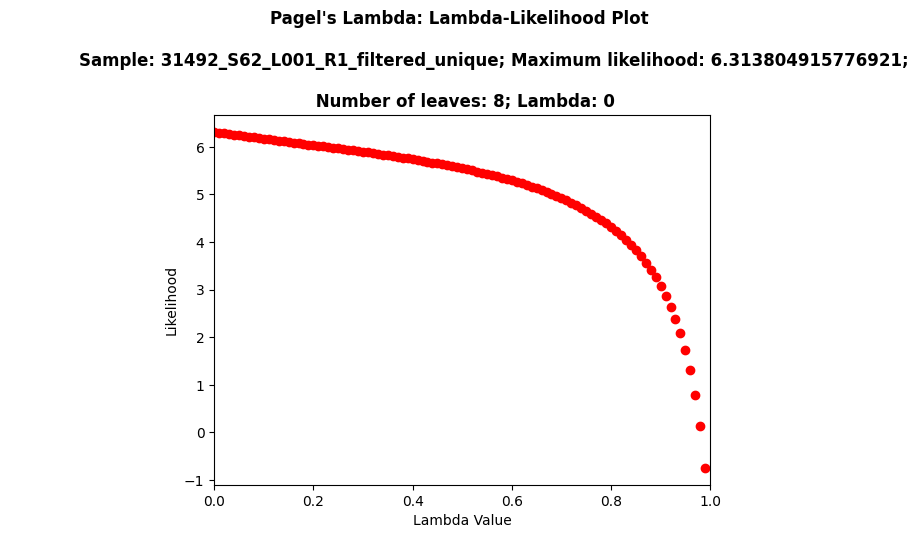 Pagel's Lambda: Lambda-Likelihood Plot
Sample: 31492_S62_L001_R1_filtered_unique; Maximum likelihood: 6.313804915776921;
Number of leaves: 8; Lambda: 0
6
5
4
3
2
1
0
−1
Likelihood
0.0 0.2 0.4 0.6 0.8 1.0
Lambda Value